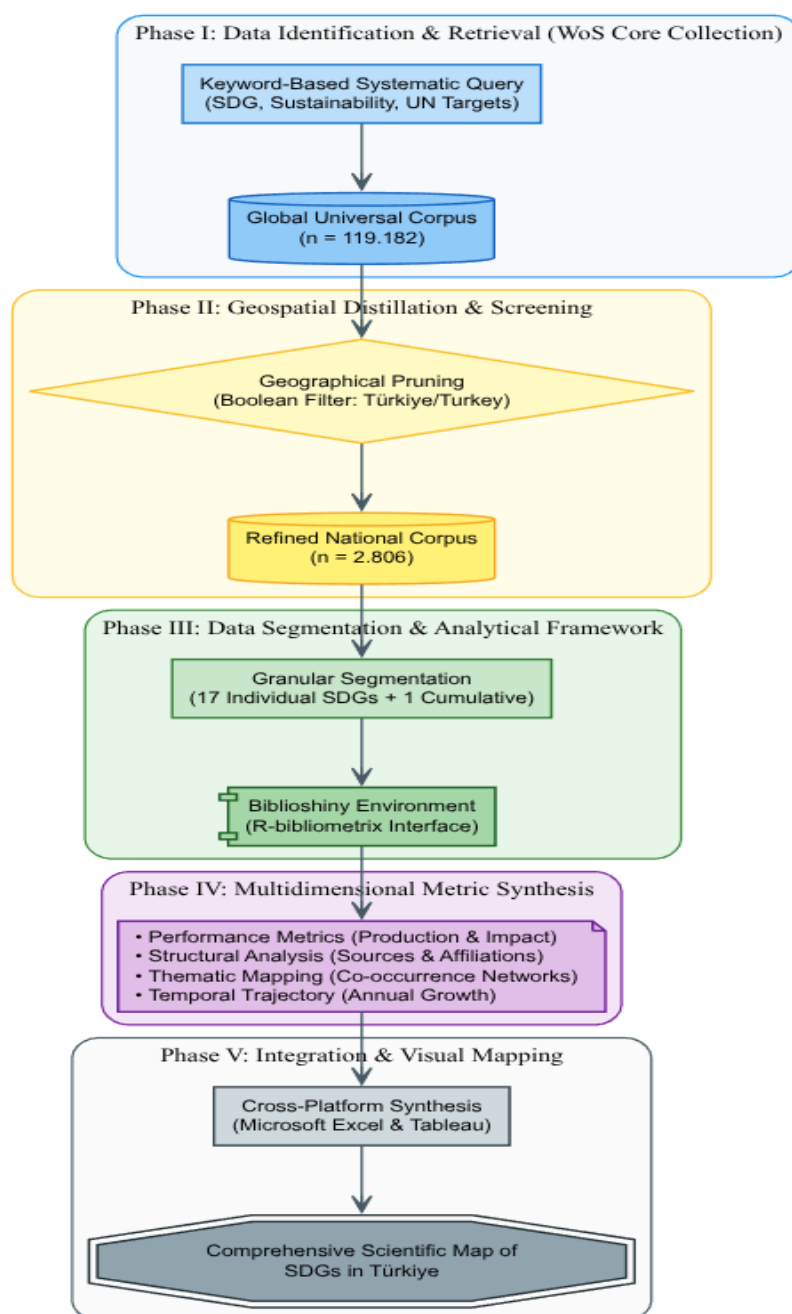 Phase I: Data Identification & Retrieval (WoS Core Collection)
Keyword-Based Systematic Query
(SDG, Sustainability, UN Targets)
Global Universal Corpus
(n = 119.182)
Phase II: Geospatial Distillation & Screening
Geographical Pruning
(Boolean Filter: Türkiye/Turkey)
Refined National Corpus
(n = 2.806)
Phase III: Data Segmentation & Analytical Framework
Granular Segmentation
(17 Individual SDGs + 1 Cumulative)
Biblioshiny Environment
(R-bibliometrix Interface)
Phase IV: Multidimensional Metric Synthesis
• Performance Metrics (Production & Impact)
• Structural Analysis (Sources & Affiliations)
• Thematic Mapping (Co-occurrence Networks)
• Temporal Trajectory (Annual Growth)
Phase V: Integration & Visual Mapping
Cross-Platform Synthesis
(Microsoft Excel & Tableau)
Comprehensive Scientific Map of
SDGs in Türkiye